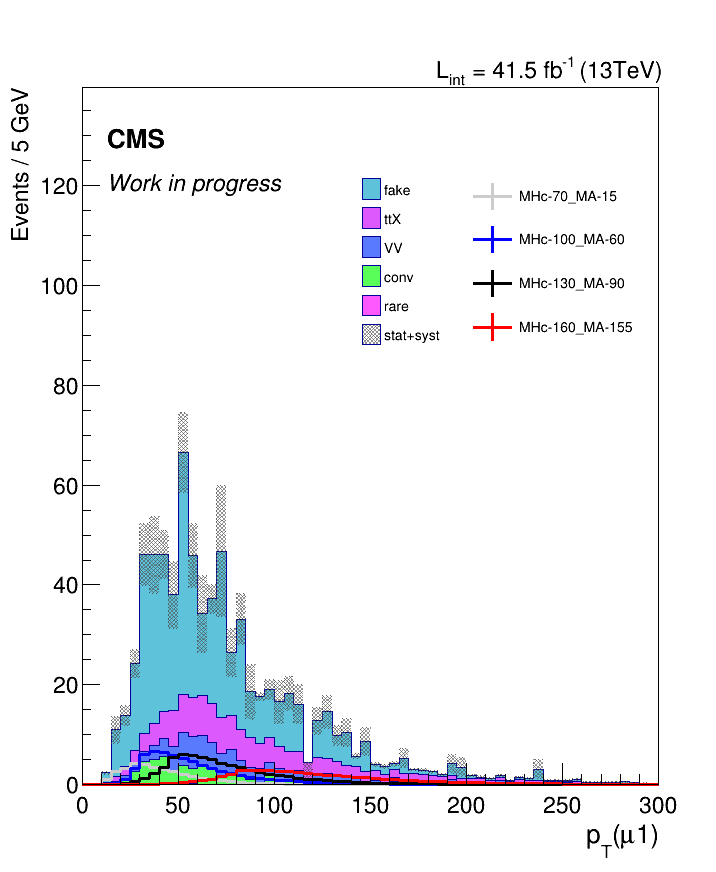 L_int = 41.5 fb^-1 (13TeV)
Events / 5 GeV
CMS
Work in progress
fake
ttX
VV
conv
rare
stat+syst
MHc-70_MA-15
MHc-100_MA-60
MHc-130_MA-90
MHc-160_MA-155
120
100
80
60
40
20
0
0 50 100 150 200 250 300
p_T(μ1)